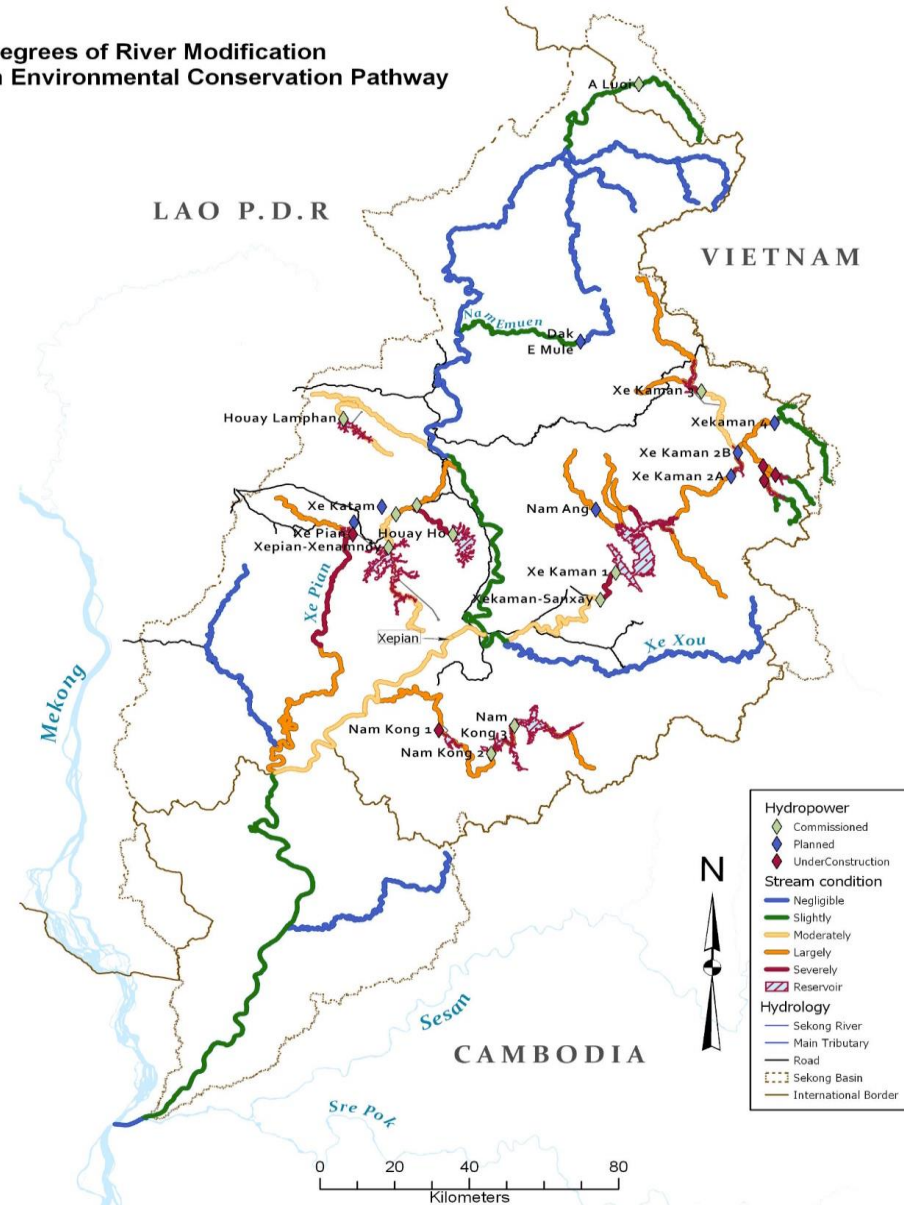 egrees of River Modification
Environmental Conservation Pathway
A Luoi
LAO P.D.R
VIETNAM
Nam Emuen
Dak
E Mule
Xe Kaman 3
Houay Lamphan
Xekaman 4
Xe Kaman 2B
Xe Kaman 2A
Xe Katam
Nam Ang
Xe Pian
Houay Ho
Xepian-Xenamnoy
Xe Kaman 1
Xe Pian
Xekaman-Sanxay
Xepian
Xe Xou
Mekong
Nam
Kong 3
Nam Kong 1
Nam Kong 2
N
Sesan
CAMBODIA
Sre Pok
0 20 40 80
Kilometers
Hydropower
Commissioned
Planned
UnderConstruction
Stream condition
Negligible
Slightly
Moderately
Largely
Severely
Reservoir
Hydrology
Sekong River
Main Tributary
Road
Sekong Basin
International Border